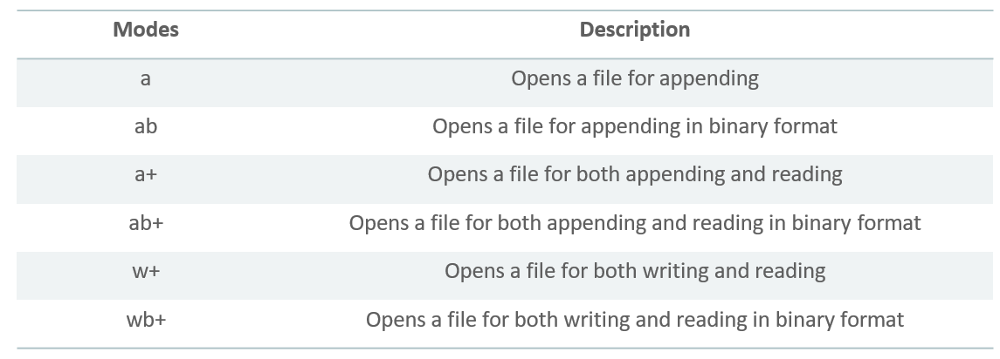 Modes Description
a Opens a file for appending
ab Opens a file for appending in binary format
a+ Opens a file for both appending and reading
ab+ Opens a file for both appending and reading in binary format
w+ Opens a file for both writing and reading
wb+ Opens a file for both writing and reading in binary format